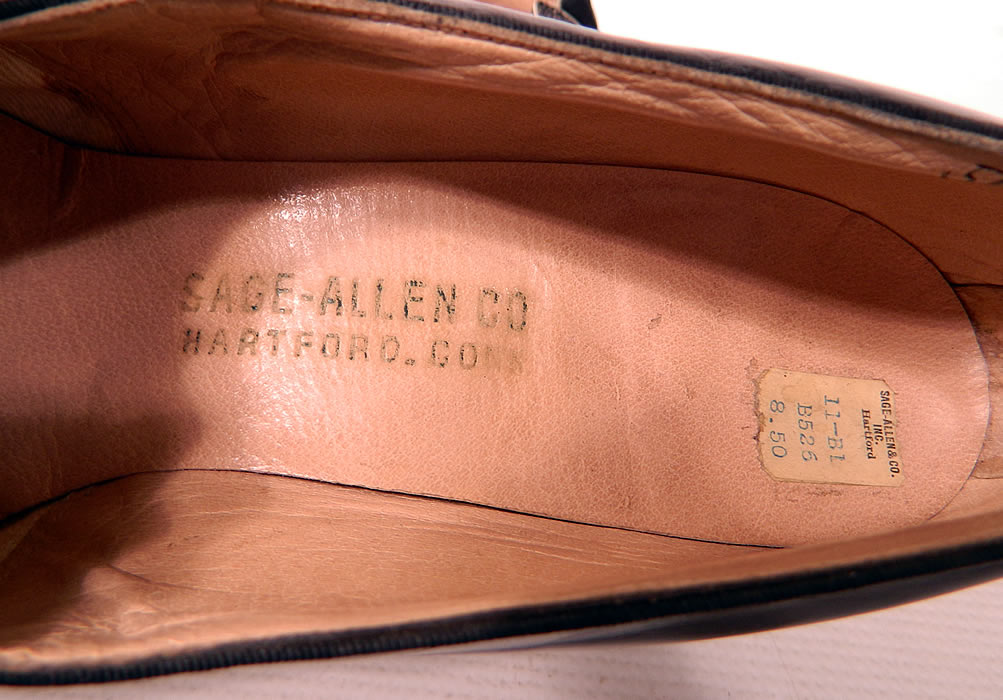 SAGE-ALLEN CO
HARTFORD. CONN
SAGE-ALLEN & CO.
INC.
Hartford
11-B1
B526
8.50